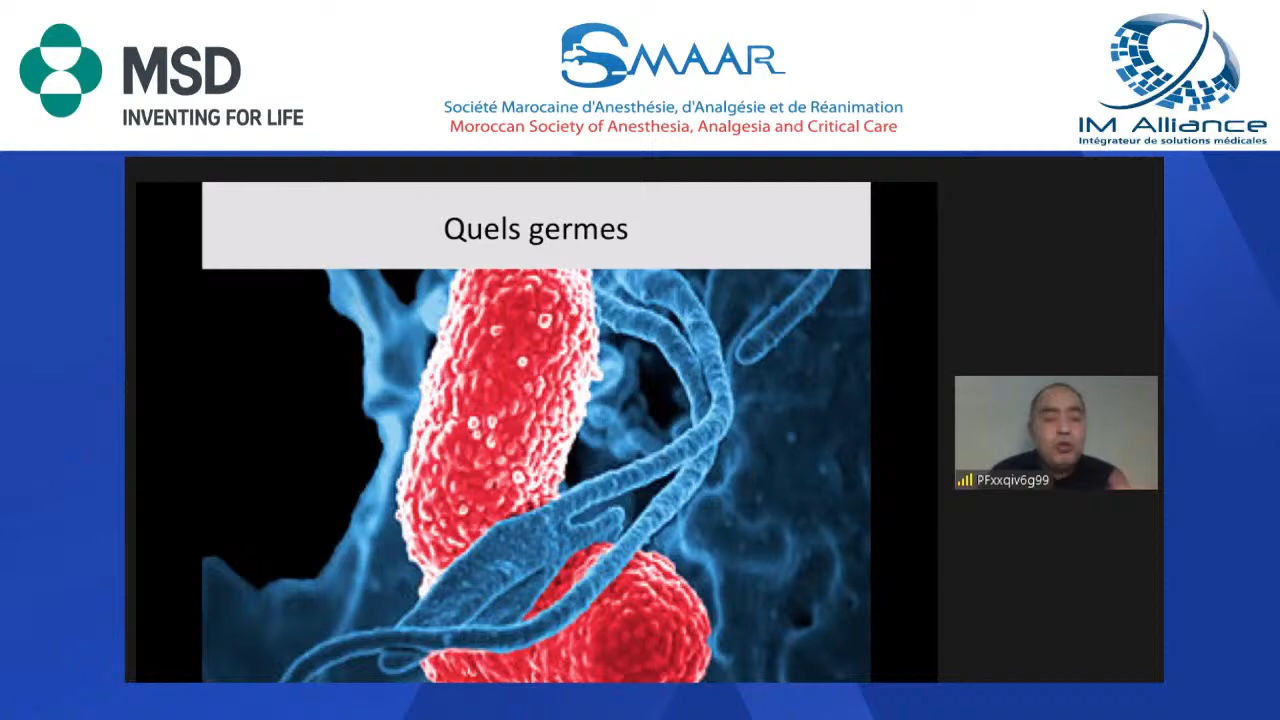 MSD
INVENTING FOR LIFE
SMAAR
Société Marocaine d'Anesthésie, d'Analgésie et de Réanimation
Moroccan Society of Anesthesia, Analgesia and Critical Care
IM Alliance
Intégrateur de solutions médicales
Quels germes
PFxxqiv6g99